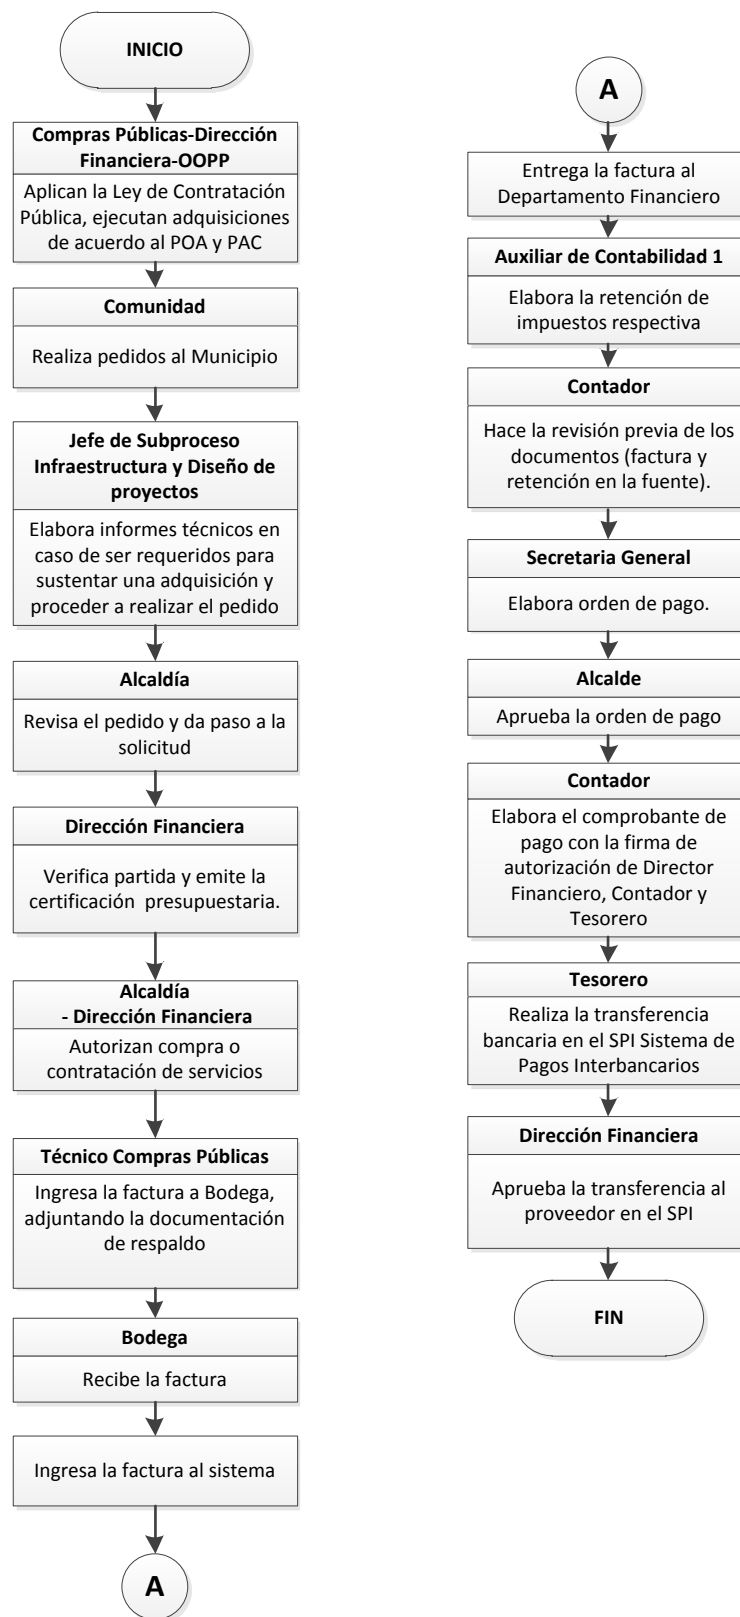 INICIO
Compras Públicas-Dirección
Financiera-OOPP
Aplican la Ley de Contratación
Pública, ejecutan adquisiciones
de acuerdo al POA y PAC
Comunidad
Realiza pedidos al Municipio
Jefe de Subproceso
Infraestructura y Diseño de
proyectos
Elabora informes técnicos en
caso de ser requeridos para
sustentar una adquisición y
proceder a realizar el pedido
Alcaldía
Revisa el pedido y da paso a la
solicitud
Dirección Financiera
Verifica partida y emite la
certificación  presupuestaria.
Alcaldía
- Dirección Financiera
Autorizan compra o
contratación de servicios
Técnico Compras Públicas
Ingresa la factura a Bodega,
adjuntando la documentación
de respaldo
Bodega
Recibe la factura
Ingresa la factura al sistema
A
A
Entrega la factura al
Departamento Financiero
Auxiliar de Contabilidad 1
Elabora la retención de
impuestos respectiva
Contador
Hace la revisión previa de los
documentos (factura y
retención en la fuente).
Secretaria General
Elabora orden de pago.
Alcalde
Aprueba la orden de pago
Contador
Elabora el comprobante de
pago con la firma de
autorización de Director
Financiero, Contador y
Tesorero
Tesorero
Realiza la transferencia
bancaria en el SPI Sistema de
Pagos Interbancarios
Dirección Financiera
Aprueba la transferencia al
proveedor en el SPI
FIN